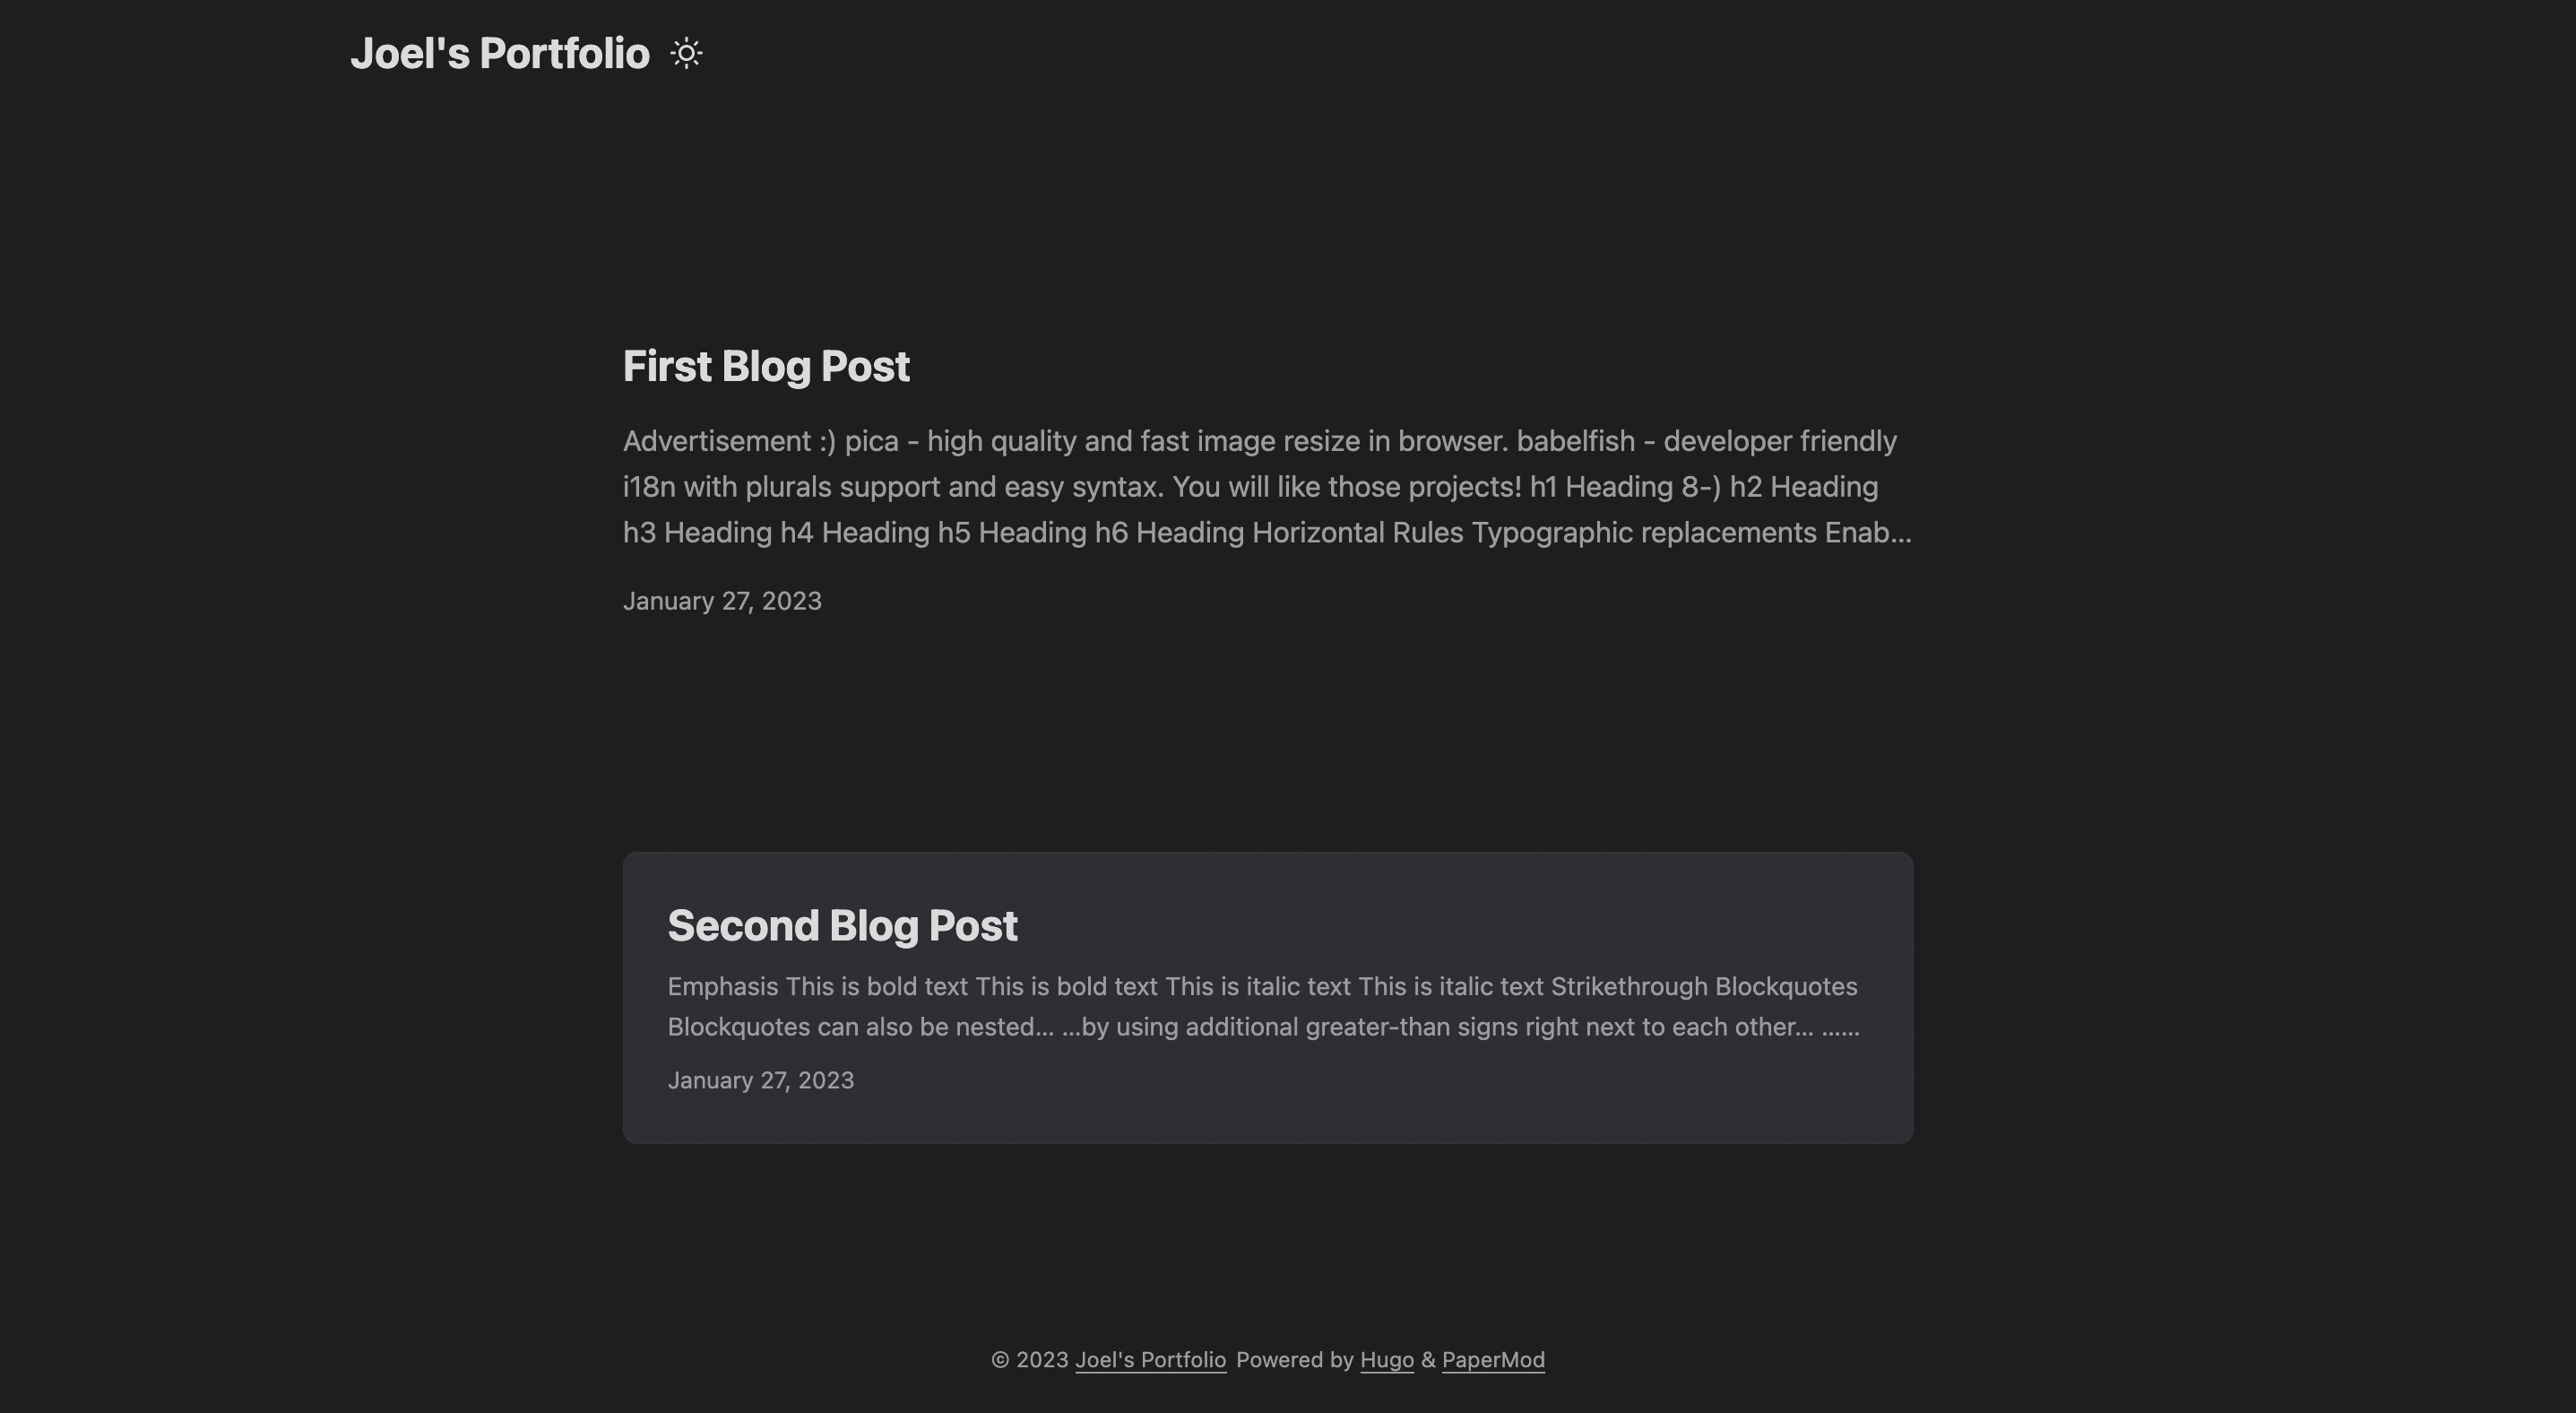 Joel's Portfolio
First Blog Post
Advertisement :) pica - high quality and fast image resize in browser. babelfish - developer friendly
i18n with plurals support and easy syntax. You will like those projects! h1 Heading 8-) h2 Heading
h3 Heading h4 Heading h5 Heading h6 Heading Horizontal Rules Typographic replacements Enab...
January 27, 2023
Second Blog Post
Emphasis This is bold text This is bold text This is italic text This is italic text Strikethrough Blockquotes
Blockquotes can also be nested… …by using additional greater-than signs right next to each other… ……
January 27, 2023
© 2023 Joel's Portfolio Powered by Hugo & PaperMod